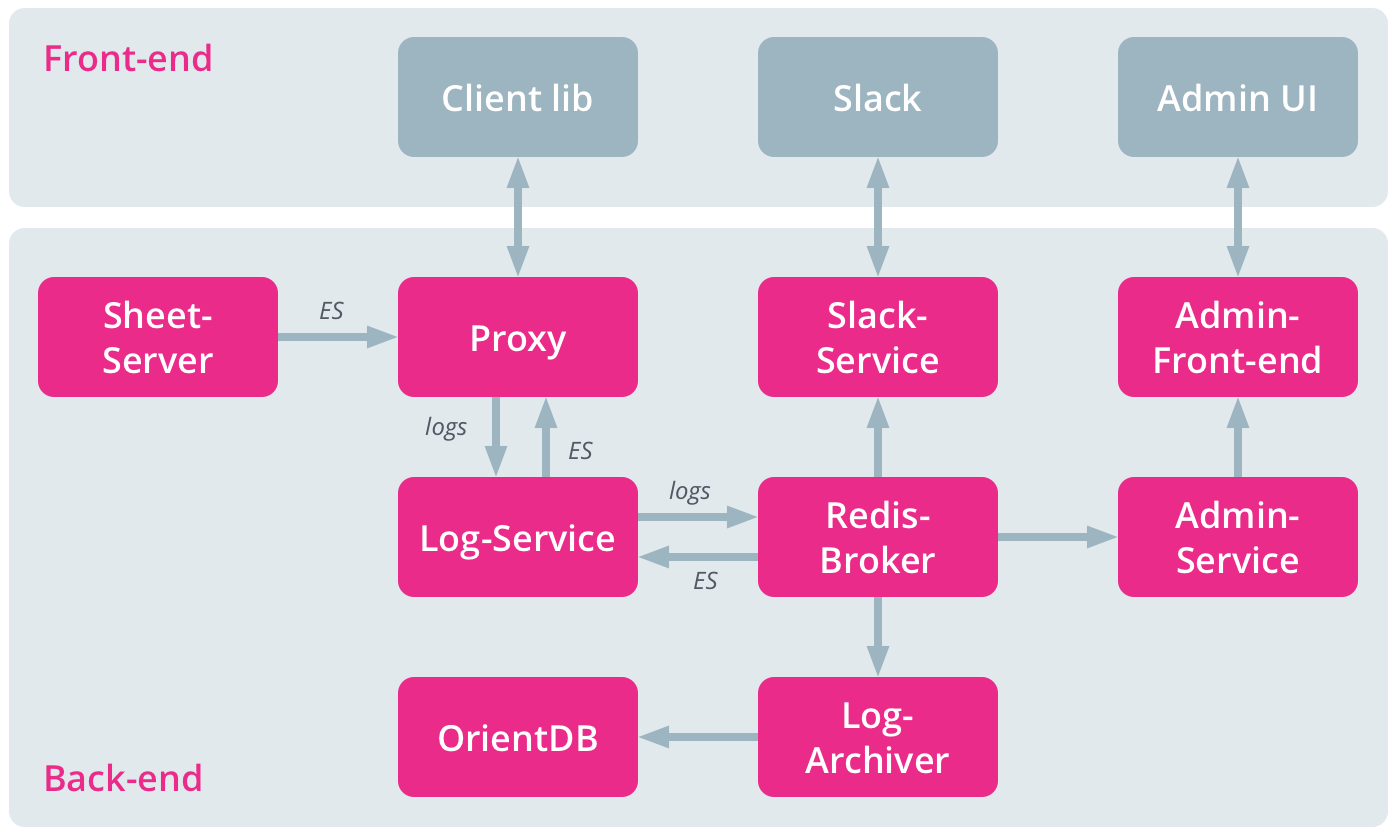 Front-end
Client lib
Slack
Admin UI
Sheet-
Server
ES
Proxy
Slack-
Service
Admin-
Front-end
logs
ES
Log-Service
logs
ES
Redis-
Broker
Admin-
Service
OrientDB
Log-
Archiver
Back-end